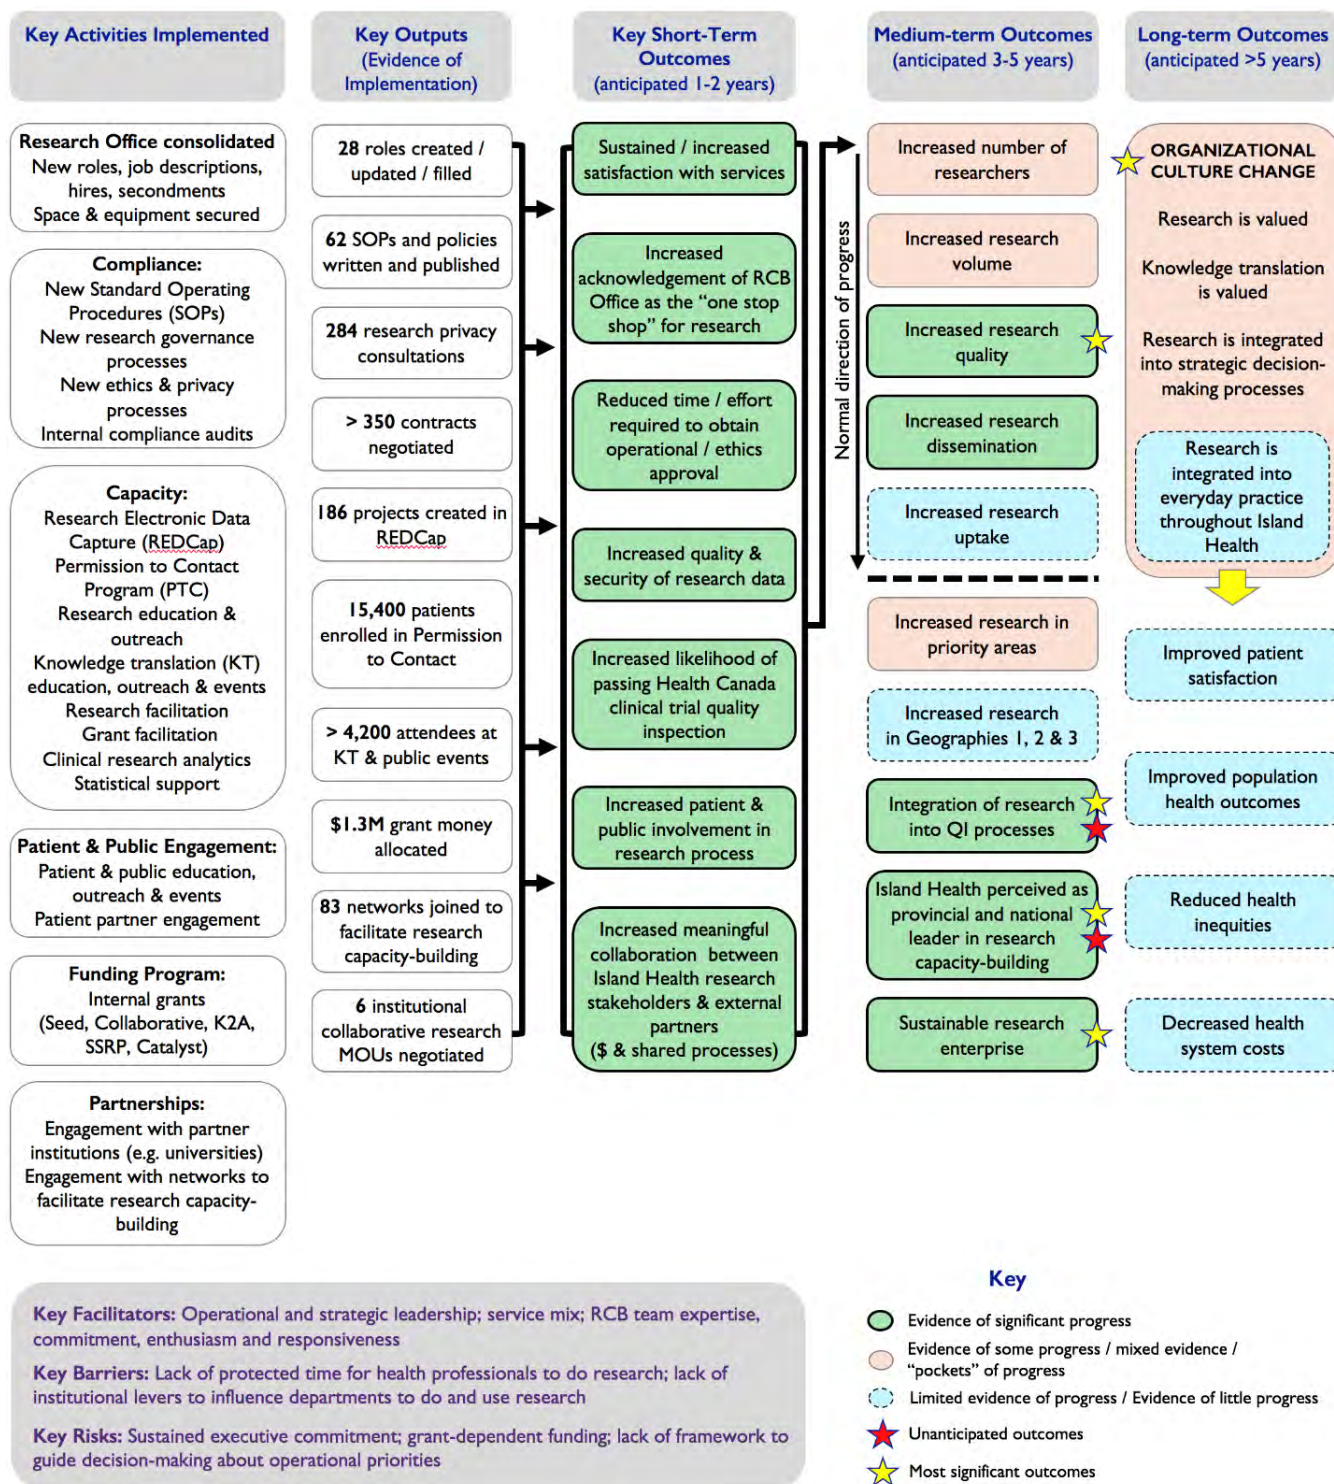 Key Activities Implemented
Key Outputs
(Evidence of
Implementation)
Key Short-Term
Outcomes
(anticipated 1-2 years)
Medium-term Outcomes
(anticipated 3-5 years)
Long-term Outcomes
(anticipated >5 years)
Research Office consolidated
New roles, job descriptions,
hires, secondments
Space & equipment secured
Compliance:
New Standard Operating
Procedures (SOPs)
New research governance
processes
New ethics & privacy
processes
Internal compliance audits
Capacity:
Research Electronic Data
Capture (REDCap)
Permission to Contact
Program (PTC)
Research education &
outreach
Knowledge translation (KT)
education, outreach & events
Research facilitation
Grant facilitation
Clinical research analytics
Statistical support
Patient & Public Engagement:
Patient & public education,
outreach & events
Patient partner engagement
Funding Program:
Internal grants
(Seed, Collaborative, K2A,
SSRP, Catalyst)
Partnerships:
Engagement with partner
institutions (e.g. universities)
Engagement with networks to
facilitate research capacity-
building
28 roles created /
updated / filled
62 SOPs and policies
written and published
284 research privacy
consultations
> 350 contracts
negotiated
186 projects created in
REDCap
15,400 patients
enrolled in Permission
to Contact
> 4,200 attendees at
KT & public events
$1.3M grant money
allocated
83 networks joined to
facilitate research
capacity-building
6 institutional
collaborative research
MOUs negotiated
Sustained / increased
satisfaction with services
Increased
acknowledgement of RCB
Office as the “one stop
shop” for research
Reduced time / effort
required to obtain
operational / ethics
approval
Increased quality &
security of research data
Increased likelihood of
passing Health Canada
clinical trial quality
inspection
Increased patient &
public involvement in
research process
Increased meaningful
collaboration between
Island Health research
stakeholders & external
partners
($ & shared processes)
Normal direction of progress
Increased number of
researchers
Increased research
volume
Increased research
quality
Increased research
dissemination
Increased research
uptake
Increased research in
priority areas
Increased research
in Geographies 1, 2 & 3
Integration of research
into QI processes
Island Health perceived as
provincial and national
leader in research
capacity-building
Sustainable research
enterprise
ORGANIZATIONAL
CULTURE CHANGE
Research is valued
Knowledge translation
is valued
Research is integrated
into strategic decision-
making processes
Research is
integrated into
everyday practice
throughout Island
Health
Improved patient
satisfaction
Improved population
health outcomes
Reduced health
inequities
Decreased health
system costs
Key Facilitators: Operational and strategic leadership; service mix; RCB team expertise,
commitment, enthusiasm and responsiveness
Key Barriers: Lack of protected time for health professionals to do research; lack of
institutional levers to influence departments to do and use research
Key Risks: Sustained executive commitment; grant-dependent funding; lack of framework to
guide decision-making about operational priorities
Key
Evidence of significant progress
Evidence of some progress / mixed evidence /
“pockets” of progress
Limited evidence of progress / Evidence of little progress
Unanticipated outcomes
Most significant outcomes